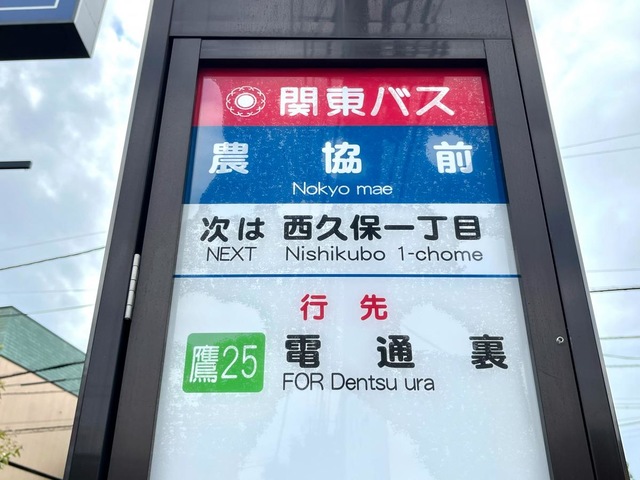 関東バス
農協前
Nokyo mae
次は 西久保一丁目
NEXT Nishikubo 1-chome
行先
鷹25 電通裏
FOR Dentsu ura